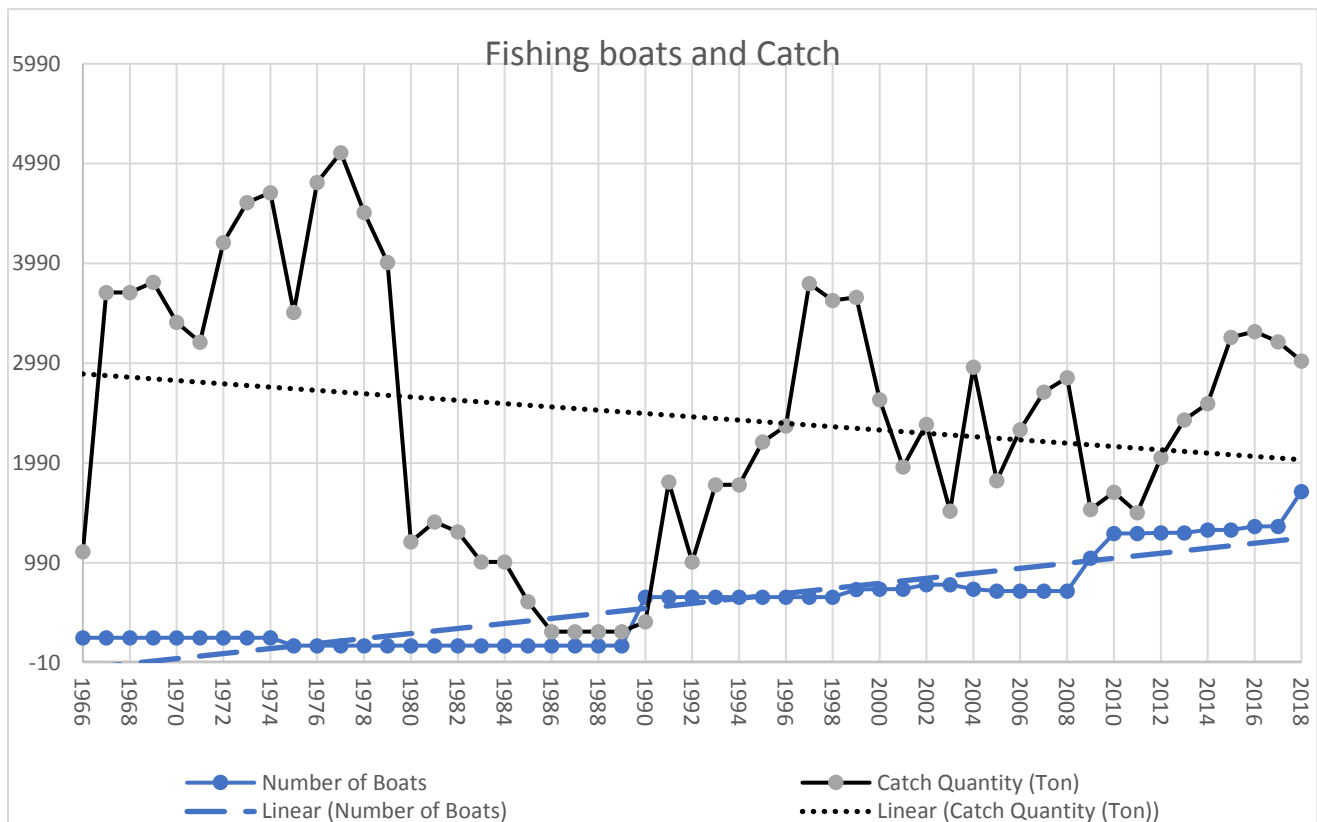 Fishing boats and Catch
5990
4990
3990
2990
1990
990
-10
1966 1968 1970 1972 1974 1976 1978 1980 1982 1984 1986 1988 1990 1992 1994 1996 1998 2000 2002 2004 2006 2008 2010 2012 2014 2016 2018
Number of Boats Catch Quantity (Ton)
Linear (Number of Boats) Linear (Catch Quantity (Ton))